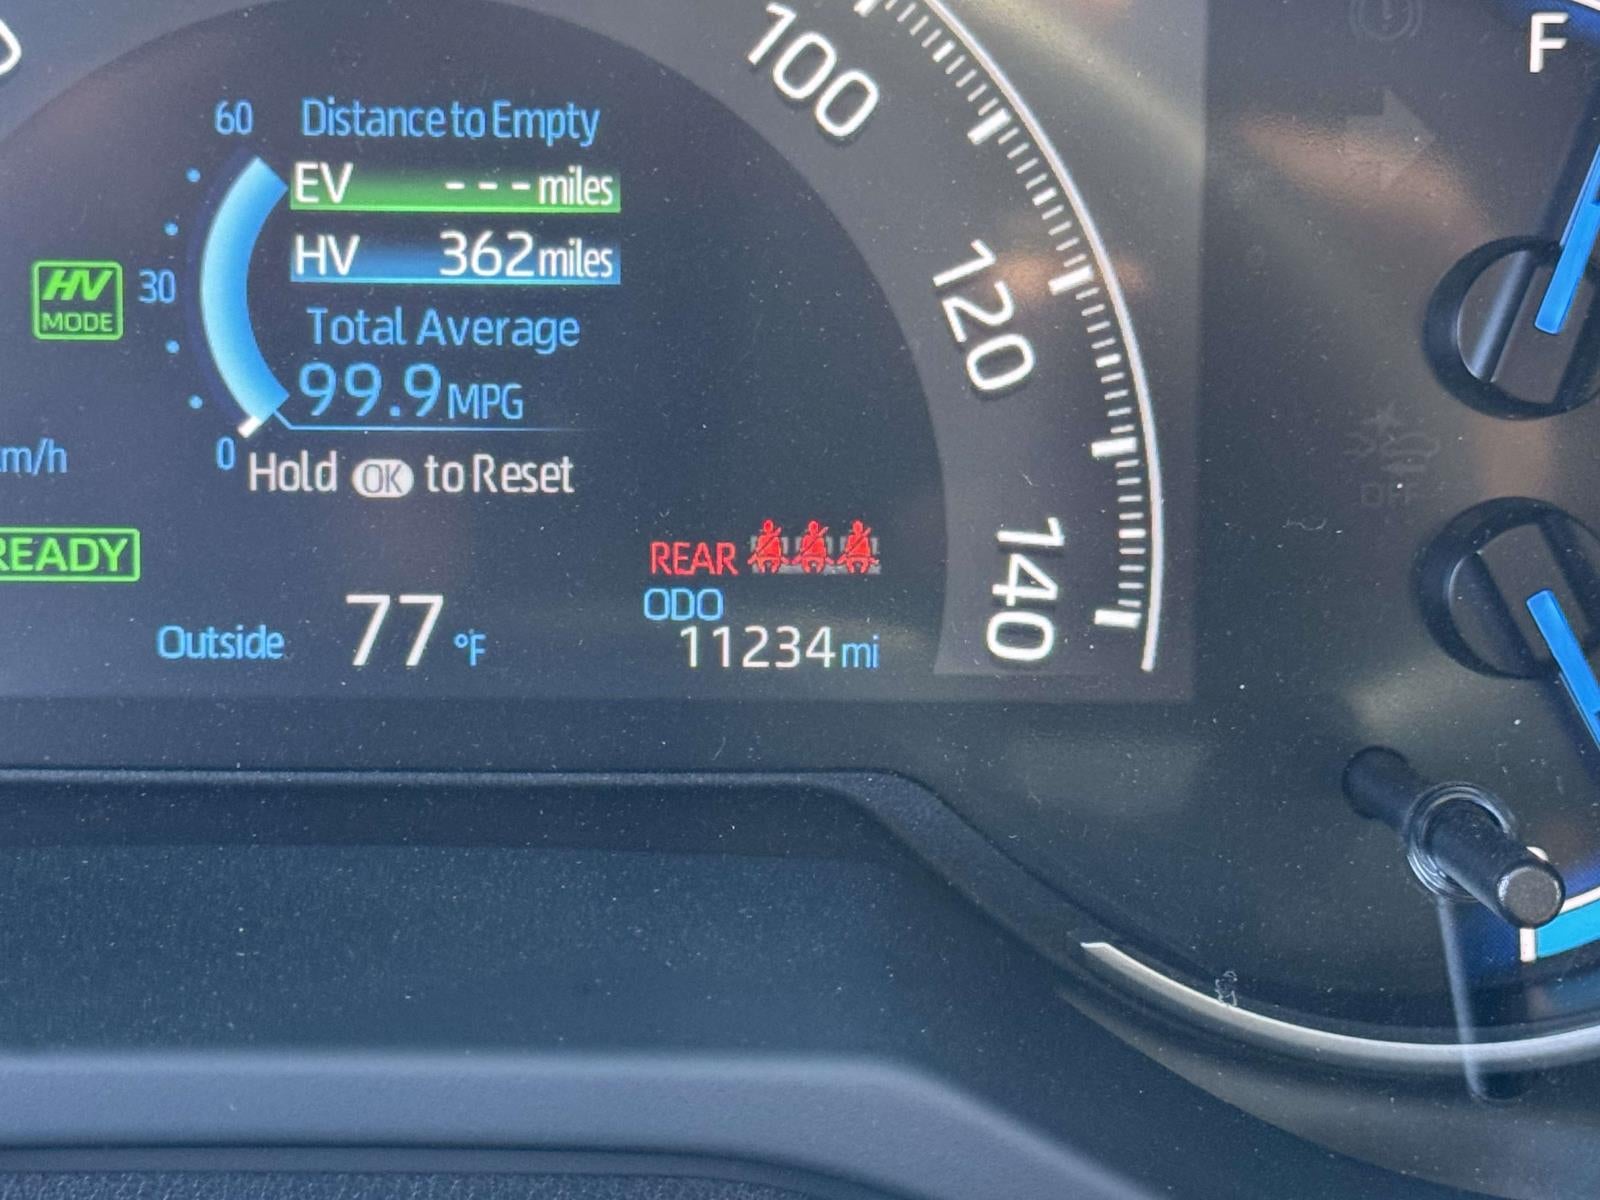 100
F
60 Distance to Empty
EV --- miles
HV 362 miles
HV
MODE
30
Total Average
99.9 MPG
120
m/h
0
Hold OK to Reset
140
READY
REAR
ODO
11234 mi
Outside 77 °F
OFF